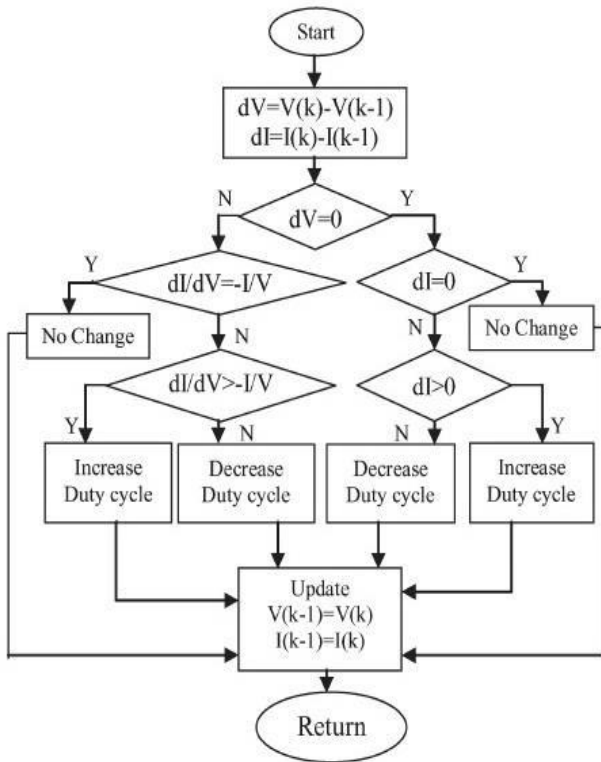 Start
dV=V(k)-V(k-1)
dI=I(k)-I(k-1)
N
Y
dV=0
Y
dI/dV=-I/V
dI=0
Y
No Change
N
N
No Change
dI/dV>-I/V
dI>0
Y
N
N
Y
Increase
Duty cycle
Decrease
Duty cycle
Decrease
Duty cycle
Increase
Duty cycle
Update
V(k-1)=V(k)
I(k-1)=I(k)
Return